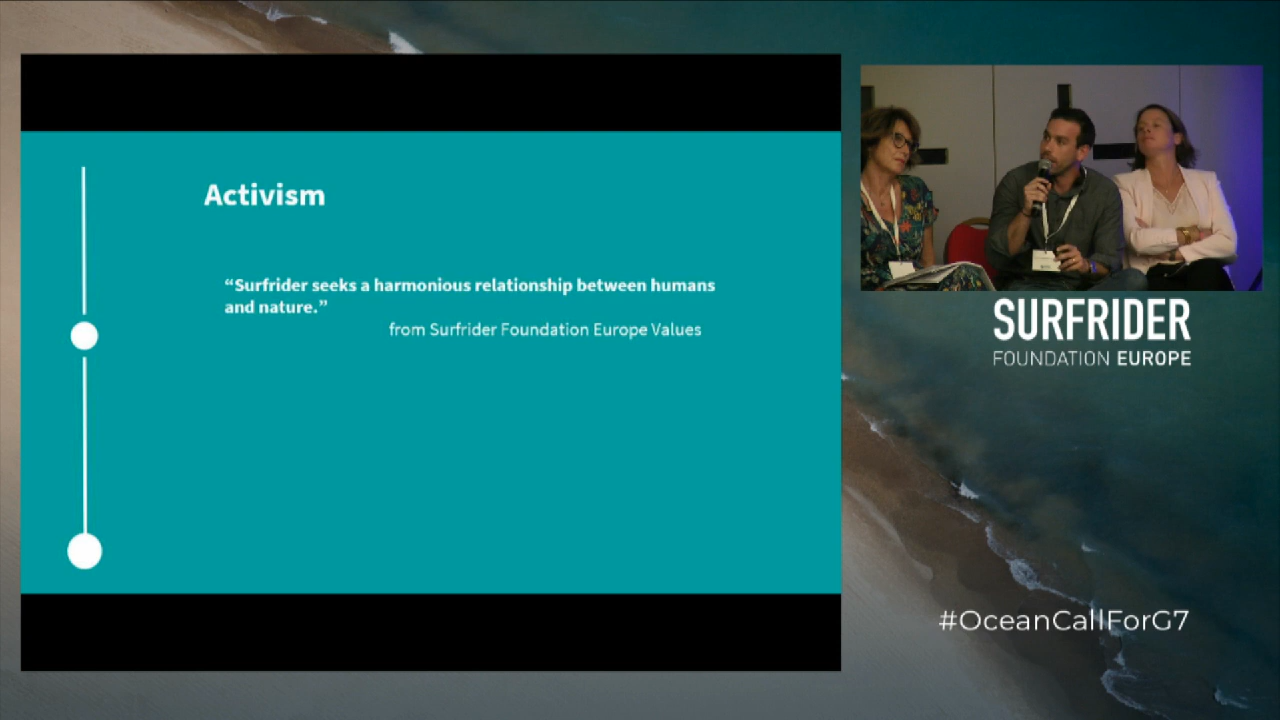 Activism
“Surfrider seeks a harmonious relationship between humans
and nature.”
from Surfrider Foundation Europe Values
SURFRIDER
FOUNDATION EUROPE
#OceanCallForG7